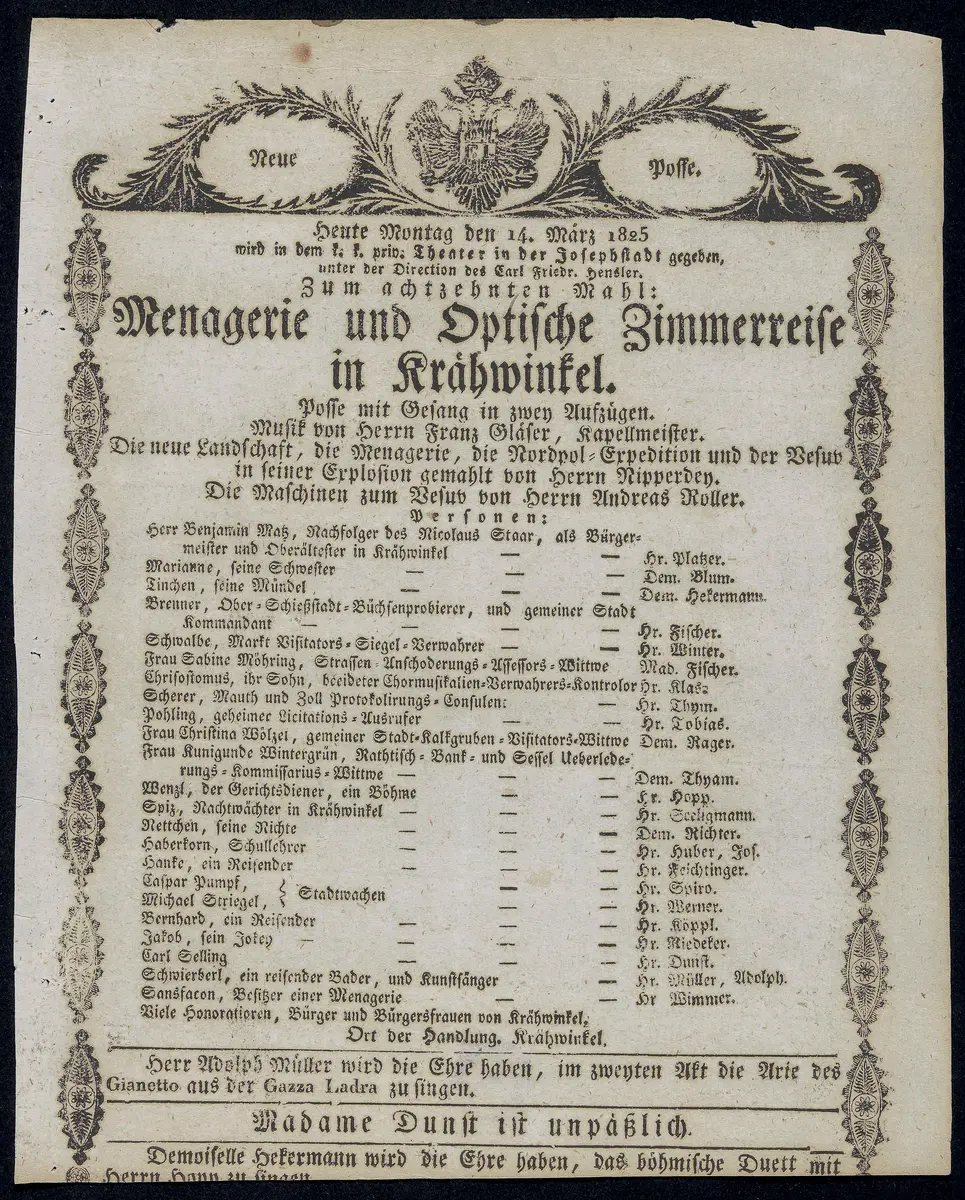 Neue
Posse.
Heute Montag den 14. März 1825
wird in dem k. k. priv. Theater in der Josephstadt gegeben,
unter der Direction des Carl Friedr. Hensler.
Zum achtzehnten Mahl:
Menagerie und Optische Zimmerreise
in Krähwinkel.
Posse mit Gesang in zwey Aufzügen.
Musik von Herrn Franz Gläser, Kapellmeister.
Die neue Landschaft, die Menagerie, die Nordpol-Expedition und der Vesuv
in seiner Explosion gemahlt von Herrn Nipperdey.
Die Maschinen zum Vesuv von Herrn Andreas Roller.
Personen:
Herr Benjamin Matz, Nachfolger des Nicolaus Staar, als Bürger-
meister und Oberältester in Krähwinkel — — Hr. Platzer.
Marianne, seine Schwester — — — Dem. Blum.
Tinchen, seine Mündel — — — Dem. Hekermann
Brenner, Ober-Schießstadt-Büchsenprobierer, und gemeiner Stadt
Kommandant — — — — Hr. Fischer.
Schwalbe, Markt Visitators-Siegel-Verwahrer — — Hr. Winter.
Frau Sabine Möhring, Strassen Anschoderungs-Assessors-Wittwe Mad. Fischer.
Chrisostomus, ihr Sohn, beeideter Chormusikalien-Verwahrers-Kontrolor Hr. Klas-
Scherer, Mauth und Zoll Protokolirungs-Consulent — Hr. Thym.
Pohling, geheimer Licitations-Ausrufer — — Hr. Tobias.
Frau Christina Wölzel, gemeiner Stadt-Kalkgruben-Visitators-Wittwe Dem. Rager.
Frau Kunigunde Wintergrün, Rathtisch-Bank- und Sessel Ueberlede-
rungs-Kommissarius-Wittwe — — — Dem. Thyam.
Wenzl, der Gerichtsdiener, ein Böhme — — Hr. Hopp.
Spiz, Nachtwächter in Krähwinkel — — — Hr. Seeligmann.
Nettchen, seine Nichte — — — Dem. Richter.
Haberkorn, Schullehrer — — — Hr. Huber, Jos.
Hanke, ein Reisender — — — Hr. Feichtinger.
Caspar Pumpf, } Stadtwachen — — Hr. Spiro.
Michael Striegel, — — Hr. Werner.
Bernhard, ein Reisender — — — Hr. Köppl.
Jakob, sein Jokey — — — — Hr. Riedeker.
Carl Selling — — — Hr. Dunst.
Schwierberl, ein reisender Bader, und Kunstsänger — — Hr. Müller, Adolph.
Sansfacon, Besitzer einer Menagerie — — Hr Wimmer.
Viele Honoratioren, Bürger und Bürgersfrauen von Krähwinkel.
Ort der Handlung. Krähwinkel.
Herr Adolph Müller wird die Ehre haben, im zweyten Akt die Arie des
Gianetto aus der Gazza Ladra zu singen.
Madame Dunst ist unpäßlich.
Demoiselle Hekermann wird die Ehre haben, das böhmische Duett mit
Herrn Hopp zu singen